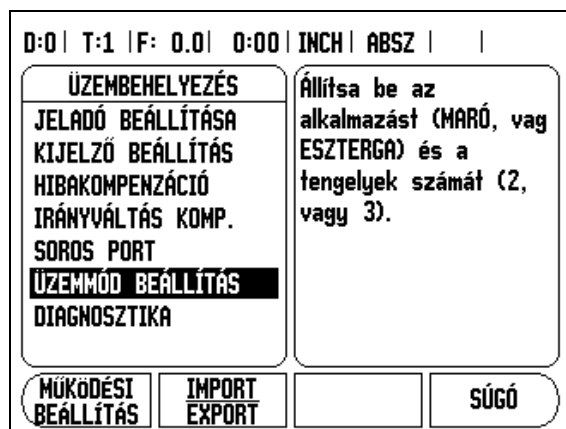 D:0 | T:1 | F: 0.0 | 0:00 | INCH | ABSZ | |
ÜZEMBEHELYEZÉS
JELADÓ BEÁLLÍTÁSA
KIJELZŐ BEÁLLÍTÁS
HIBAKOMPENZÁCIÓ
IRÁNYVÁLTÁS KOMP.
SOROS PORT
ÜZEMMÓD BEÁLLÍTÁS
DIAGNOSZTIKA
Állítsa be az
alkalmazást (MARÓ, vag
ESZTERGA) és a
tengelyek számát (2,
vagy 3).
MŰKÖDÉSI
BEÁLLÍTÁS
IMPORT
EXPORT
SÚGÓ